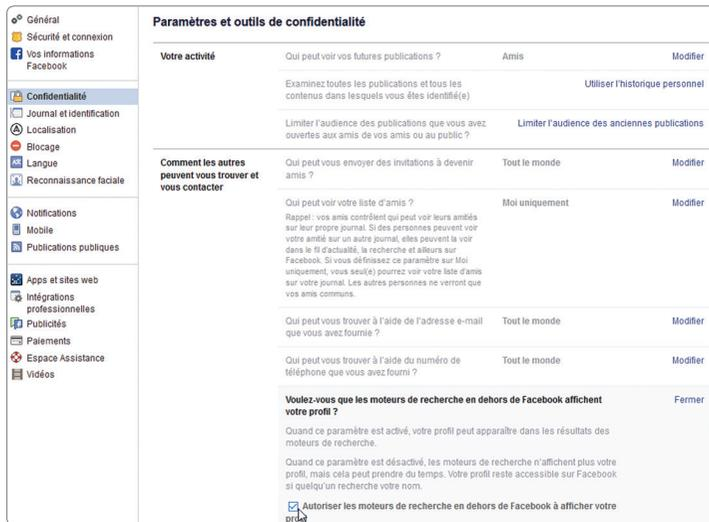 Général
Sécurité et connexion
Vos informations
Facebook
Confidentialité
Journal et identification
Localisation
Blocage
Langue
Reconnaissance faciale
Notifications
Mobile
Publications publiques
Apps et sites web
Intégrations
professionnelles
Publicités
Paiements
Espace Assistance
Vidéos
Paramètres et outils de confidentialité
Votre activité
Qui peut voir vos futures publications ? Amis Modifier
Examinez toutes les publications et tous les
contenus dans lesquels vous êtes identifié(e)
Utiliser l'historique personnel
Limiter l'audience des publications que vous avez
ouvertes aux amis de vos amis ou au public ?
Limiter l'audience des anciennes publications
Comment les autres
peuvent vous trouver et
vous contacter
Qui peut vous envoyer des invitations à devenir
amis ?
Tout le monde Modifier
Qui peut voir votre liste d'amis ? Moi uniquement Modifier
Rappel : vos amis contrôlent qui peut voir leurs amitiés
sur leur propre journal. Si des personnes peuvent voir
votre amitié sur un autre journal, elles peuvent la voir
dans le fil d'actualité, la recherche et ailleurs sur
Facebook. Si vous définissez ce paramètre sur Moi
uniquement, vous seul(e) pourrez voir votre liste d'amis
sur votre journal. Les autres personnes ne verront que
vos amis communs.
Qui peut vous trouver à l'aide de l'adresse e-mail
que vous avez fournie ?
Tout le monde Modifier
Qui peut vous trouver à l'aide du numéro de
téléphone que vous avez fourni ?
Tout le monde Modifier
Voulez-vous que les moteurs de recherche en dehors de Facebook affichent
votre profil ?
Fermer
Quand ce paramètre est activé, votre profil peut apparaître dans les résultats des
moteurs de recherche.
Quand ce paramètre est désactivé, les moteurs de recherche n'affichent plus votre
profil, mais cela peut prendre du temps. Votre profil reste accessible sur Facebook
si quelqu'un recherche votre nom.
Autoriser les moteurs de recherche en dehors de Facebook à afficher votre
profil